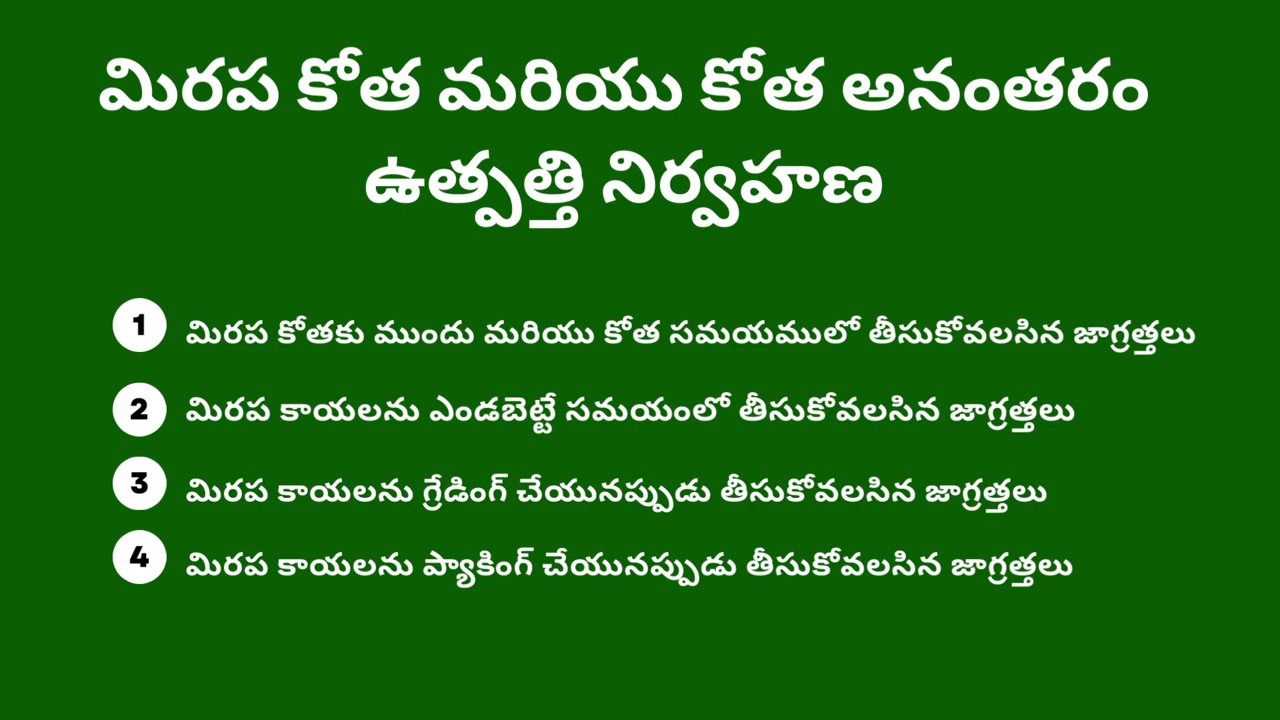 మిరప కోత మరియు కోత అనంతరం
ఉత్పత్తి నిర్వహణ
1 మిరప కోతకు ముందు మరియు కోత సమయములో తీసుకోవలసిన జాగ్రత్తలు
2 మిరప కాయలను ఎండబెట్టే సమయంలో తీసుకోవలసిన జాగ్రత్తలు
3 మిరప కాయలను గ్రేడింగ్ చేయునప్పుడు తీసుకోవలసిన జాగ్రత్తలు
4 మిరప కాయలను ప్యాకింగ్ చేయునప్పుడు తీసుకోవలసిన జాగ్రత్తలు